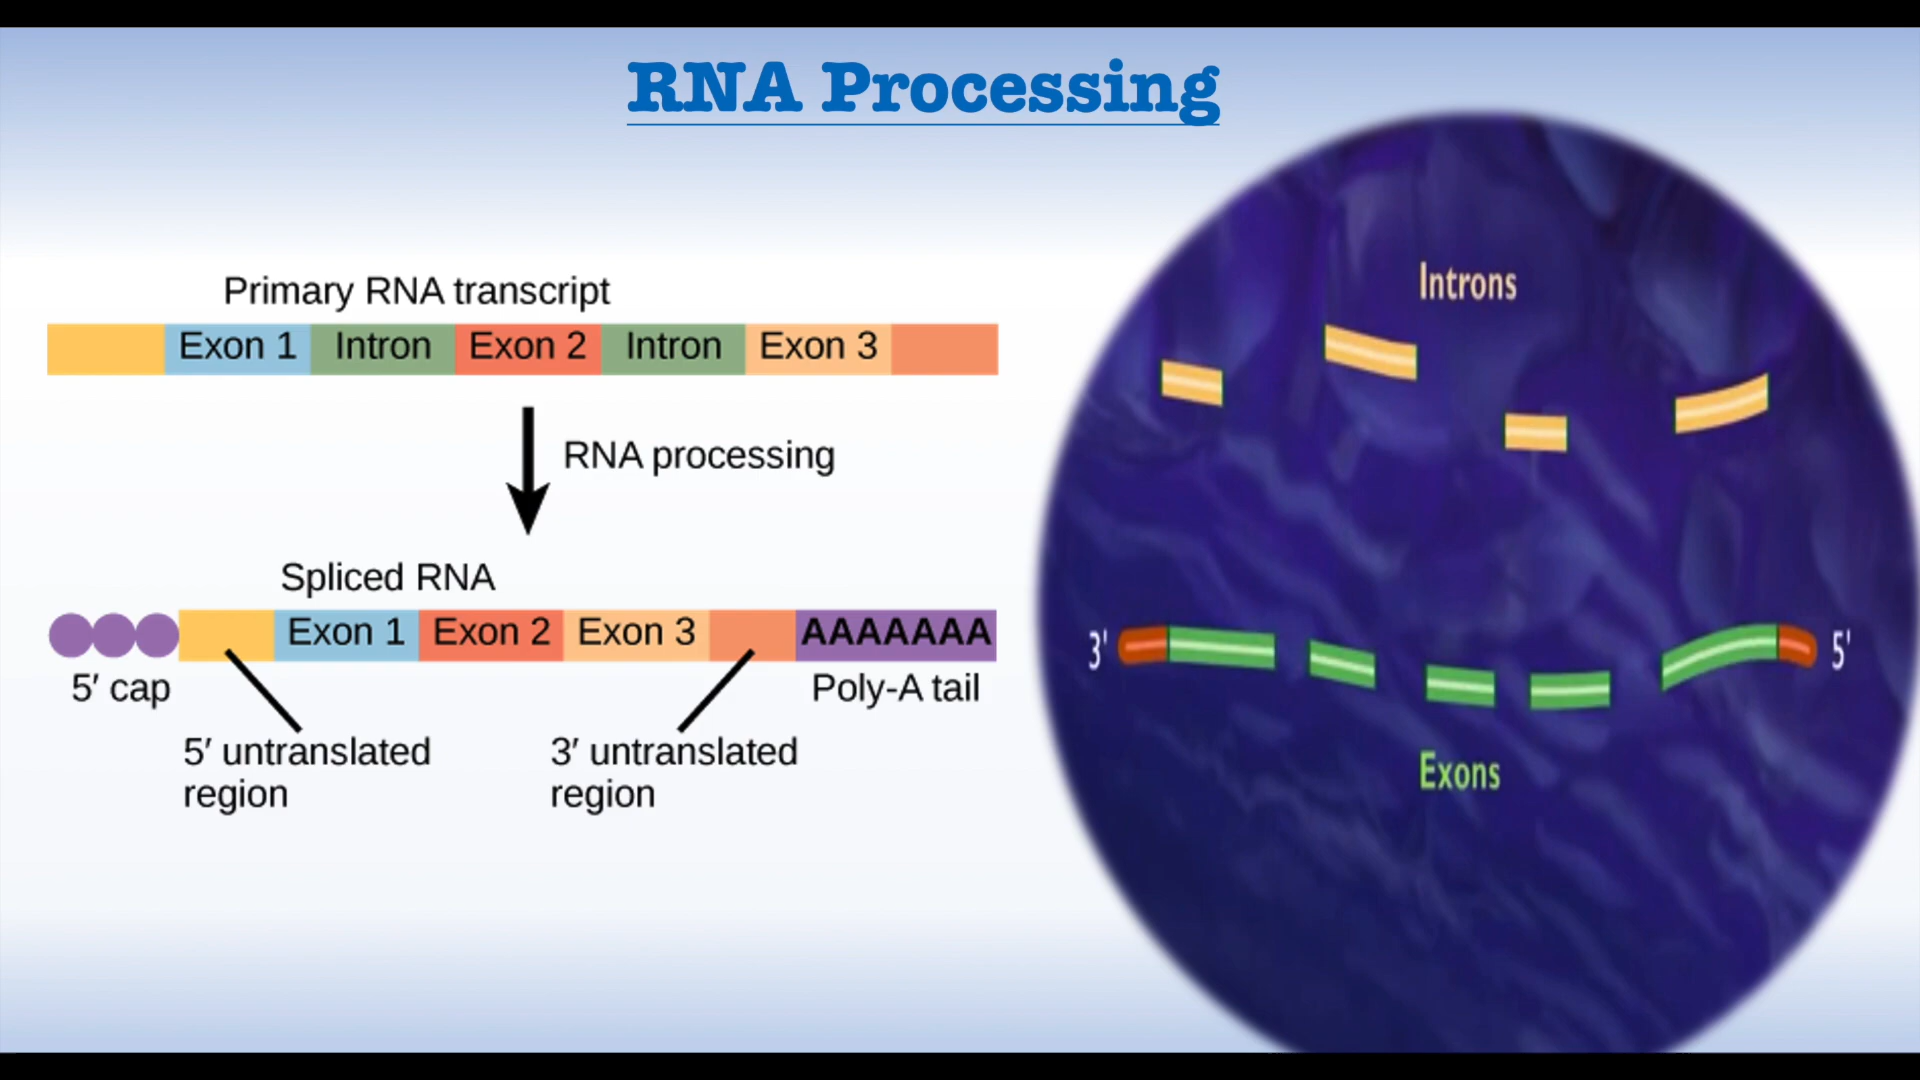 RNA Processing
Primary RNA transcript
Exon 1 Intron Exon 2 Intron Exon 3
RNA processing
Spliced RNA
Exon 1 Exon 2 Exon 3 AAAAAAA
5′ cap
Poly-A tail
5′ untranslated
region
3′ untranslated
region
Introns
3' 5'
Exons